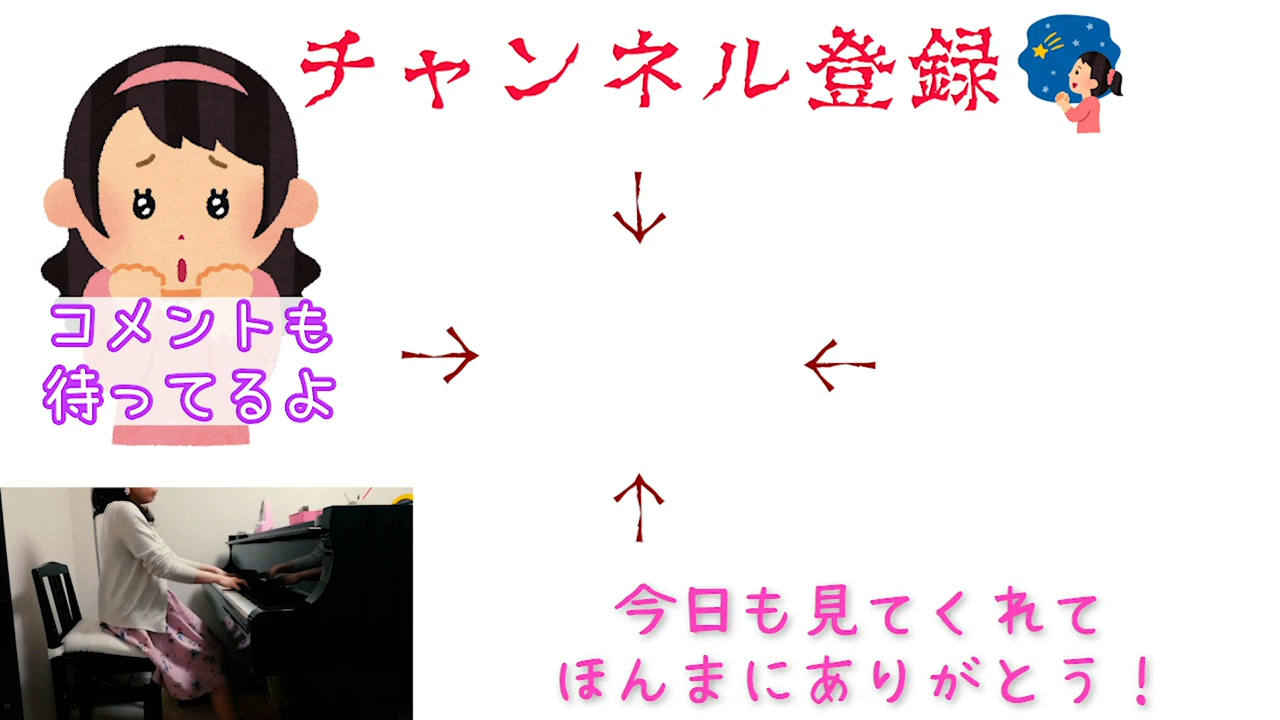 チャンネル登録
コメントも
待ってるよ
今日も見てくれて
ほんまにありがとう！